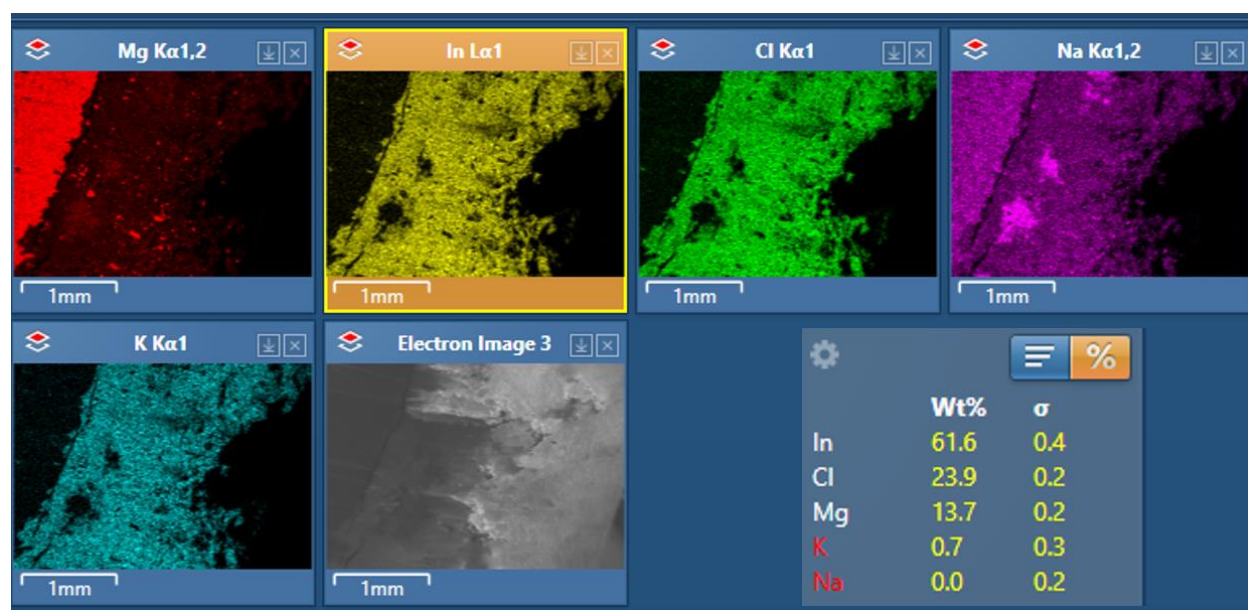 Mg Kα1,2
In Lα1
Cl Kα1
Na Kα1,2
1mm
1mm
1mm
1mm
K Kα1
Electron Image 3
1mm
1mm
%
Wt% σ
In 61.6 0.4
Cl 23.9 0.2
Mg 13.7 0.2
K 0.7 0.3
Na 0.0 0.2